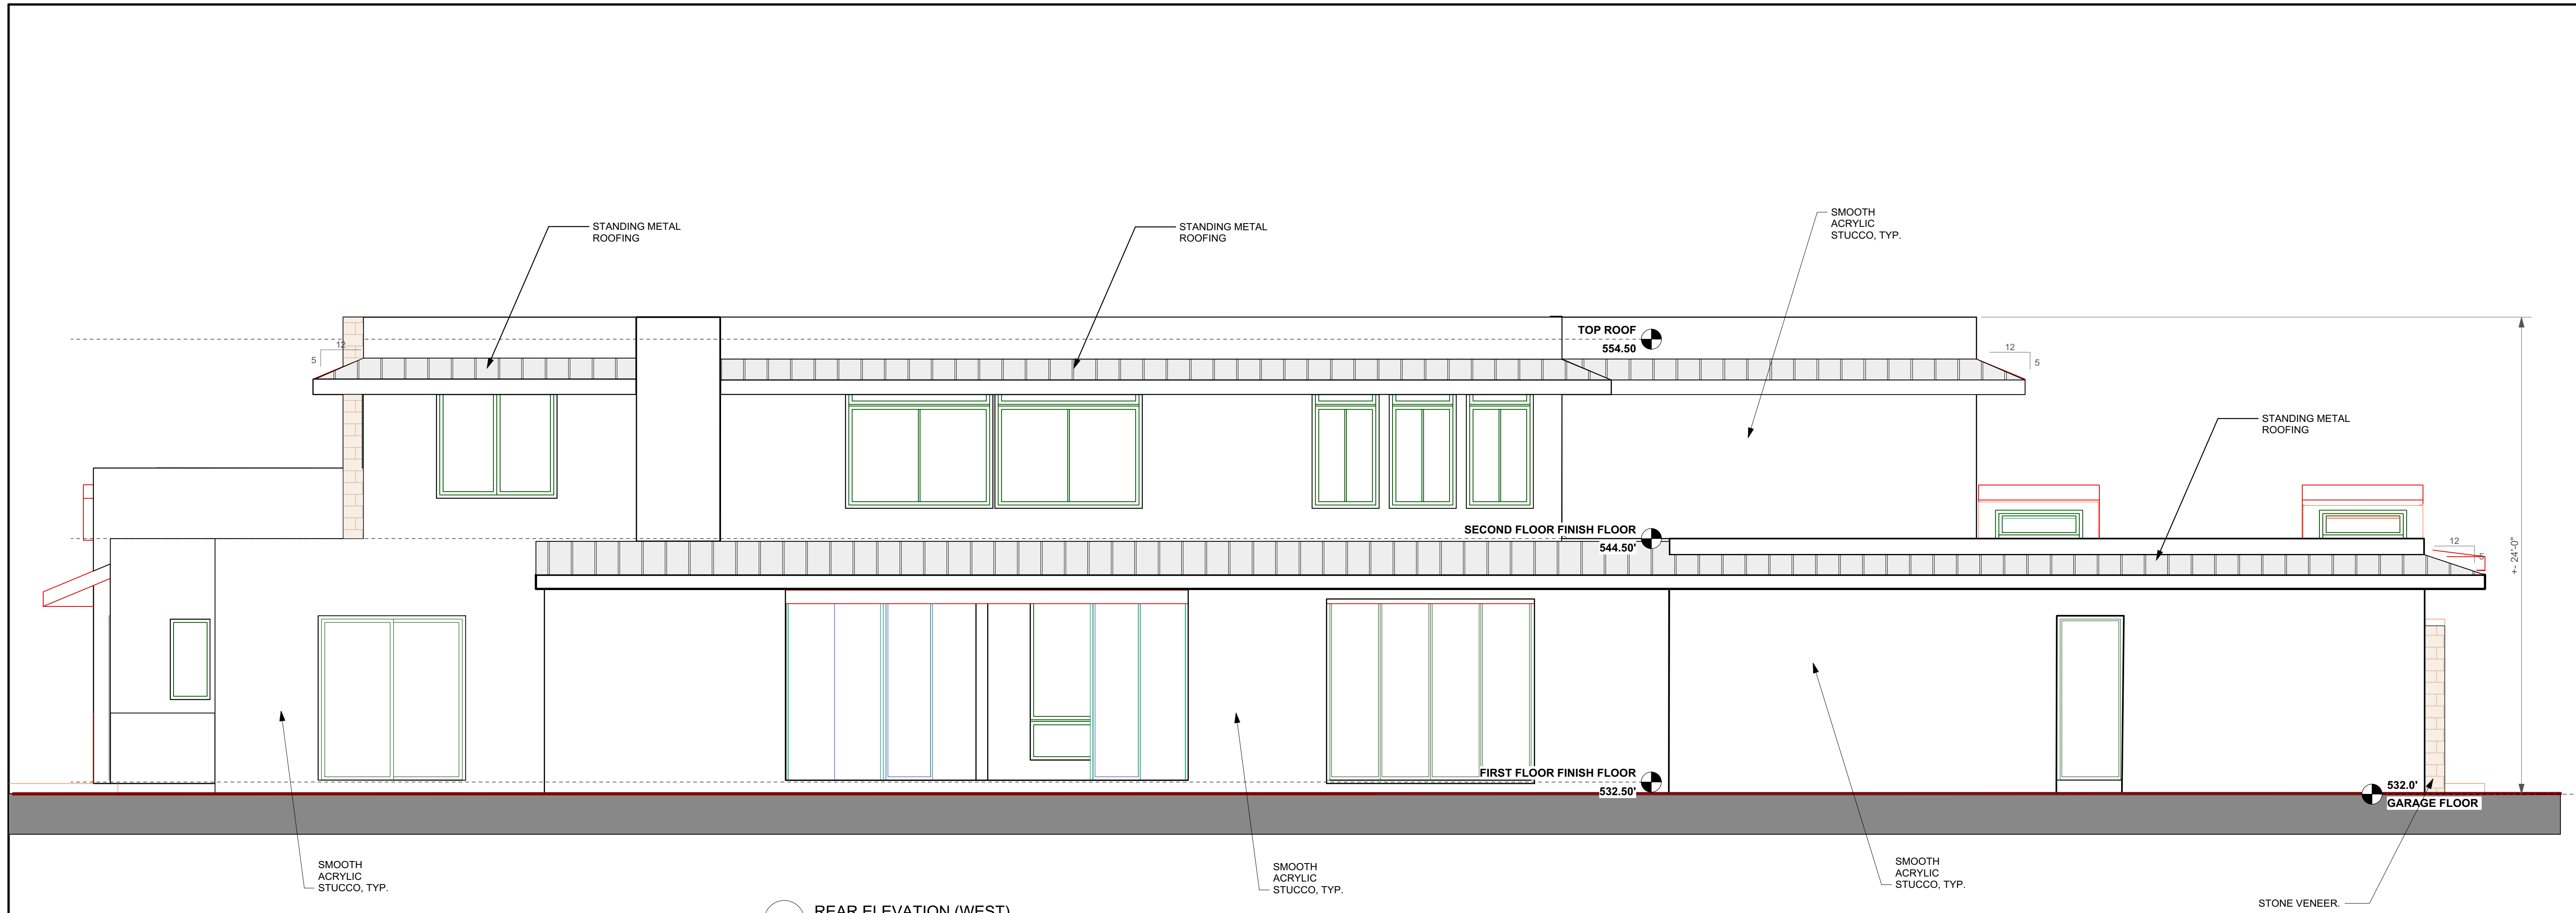 STANDING METAL
ROOFING
STANDING METAL
ROOFING
SMOOTH
ACRYLIC
STUCCO, TYP.
TOP ROOF
554.50
12
5
12
5
STANDING METAL
ROOFING
SECOND FLOOR FINISH FLOOR
544.50'
12
5
+- 24'-0"
FIRST FLOOR FINISH FLOOR
532.50'
532.0'
GARAGE FLOOR
SMOOTH
ACRYLIC
STUCCO, TYP.
SMOOTH
ACRYLIC
STUCCO, TYP.
SMOOTH
ACRYLIC
STUCCO, TYP.
STONE VENEER.
REAR ELEVATION (WEST)